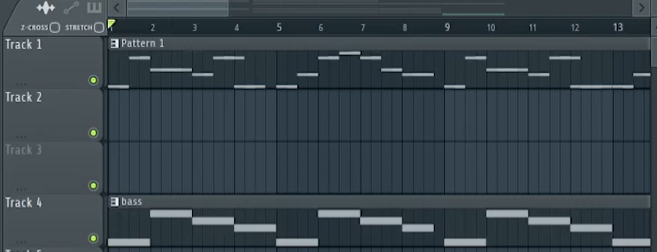 Z-CROSS STRETCH
1 2 3 4 5 6 7 8 9 10 11 12 13
Track 1
Pattern 1
Track 2
Track 3
Track 4
bass